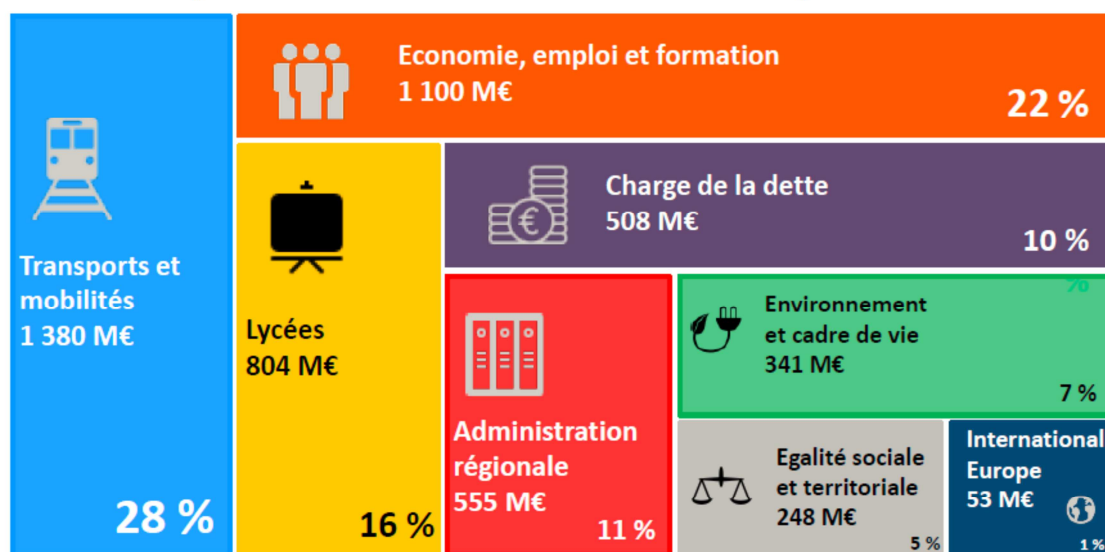 Transports et
mobilités
1 380 M€
28 %
Economie, emploi et formation
1 100 M€
22 %
Lycées
804 M€
16 %
Charge de la dette
508 M€
10 %
Administration
régionale
555 M€
11 %
%
Environnement
et cadre de vie
341 M€
7 %
Egalité sociale
et territoriale
248 M€
5 %
International
Europe
53 M€
1 %